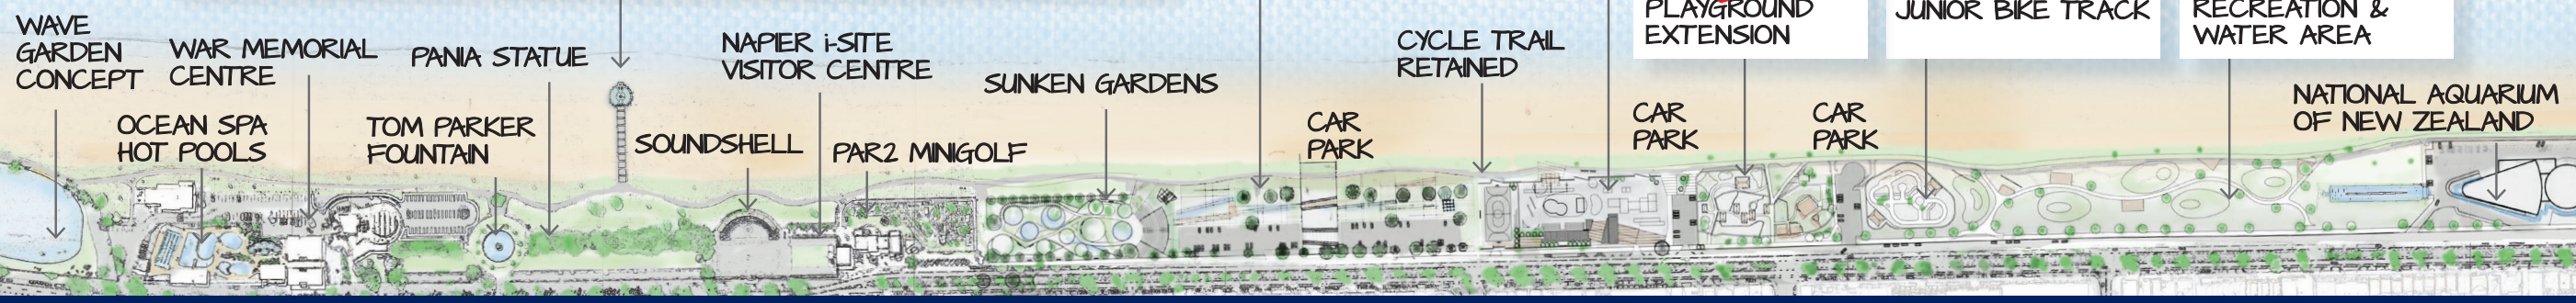 WAVE
GARDEN
CONCEPT
WAR MEMORIAL
CENTRE
PANIA STATUE
NAPIER i-SITE
VISITOR CENTRE
SUNKEN GARDENS
CYCLE TRAIL
RETAINED
PLAYGROUND
EXTENSION
JUNIOR BIKE TRACK
RECREATION &
WATER AREA
NATIONAL AQUARIUM
OF NEW ZEALAND
OCEAN SPA
HOT POOLS
TOM PARKER
FOUNTAIN
SOUNDSHELL
PAR2 MINIGOLF
CAR
PARK
CAR
PARK
CAR
PARK